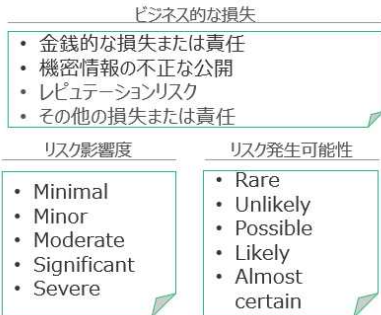 ビジネス的な損失
• 金銭的な損失または責任
• 機密情報の不正な公開
• レピュテーションリスク
• その他の損失または責任
リスク影響度
• Minimal
• Minor
• Moderate
• Significant
• Severe
リスク発生可能性
• Rare
• Unlikely
• Possible
• Likely
• Almost
certain